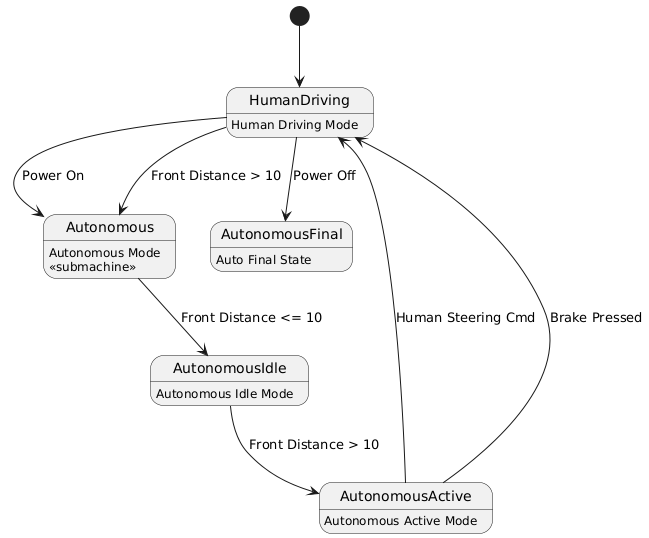 HumanDriving
Human Driving Mode
Power On
Front Distance > 10
Power Off
Autonomous
Autonomous Mode
«submachine»
AutonomousFinal
Auto Final State
Front Distance <= 10
Human Steering Cmd
Brake Pressed
AutonomousIdle
Autonomous Idle Mode
Front Distance > 10
AutonomousActive
Autonomous Active Mode